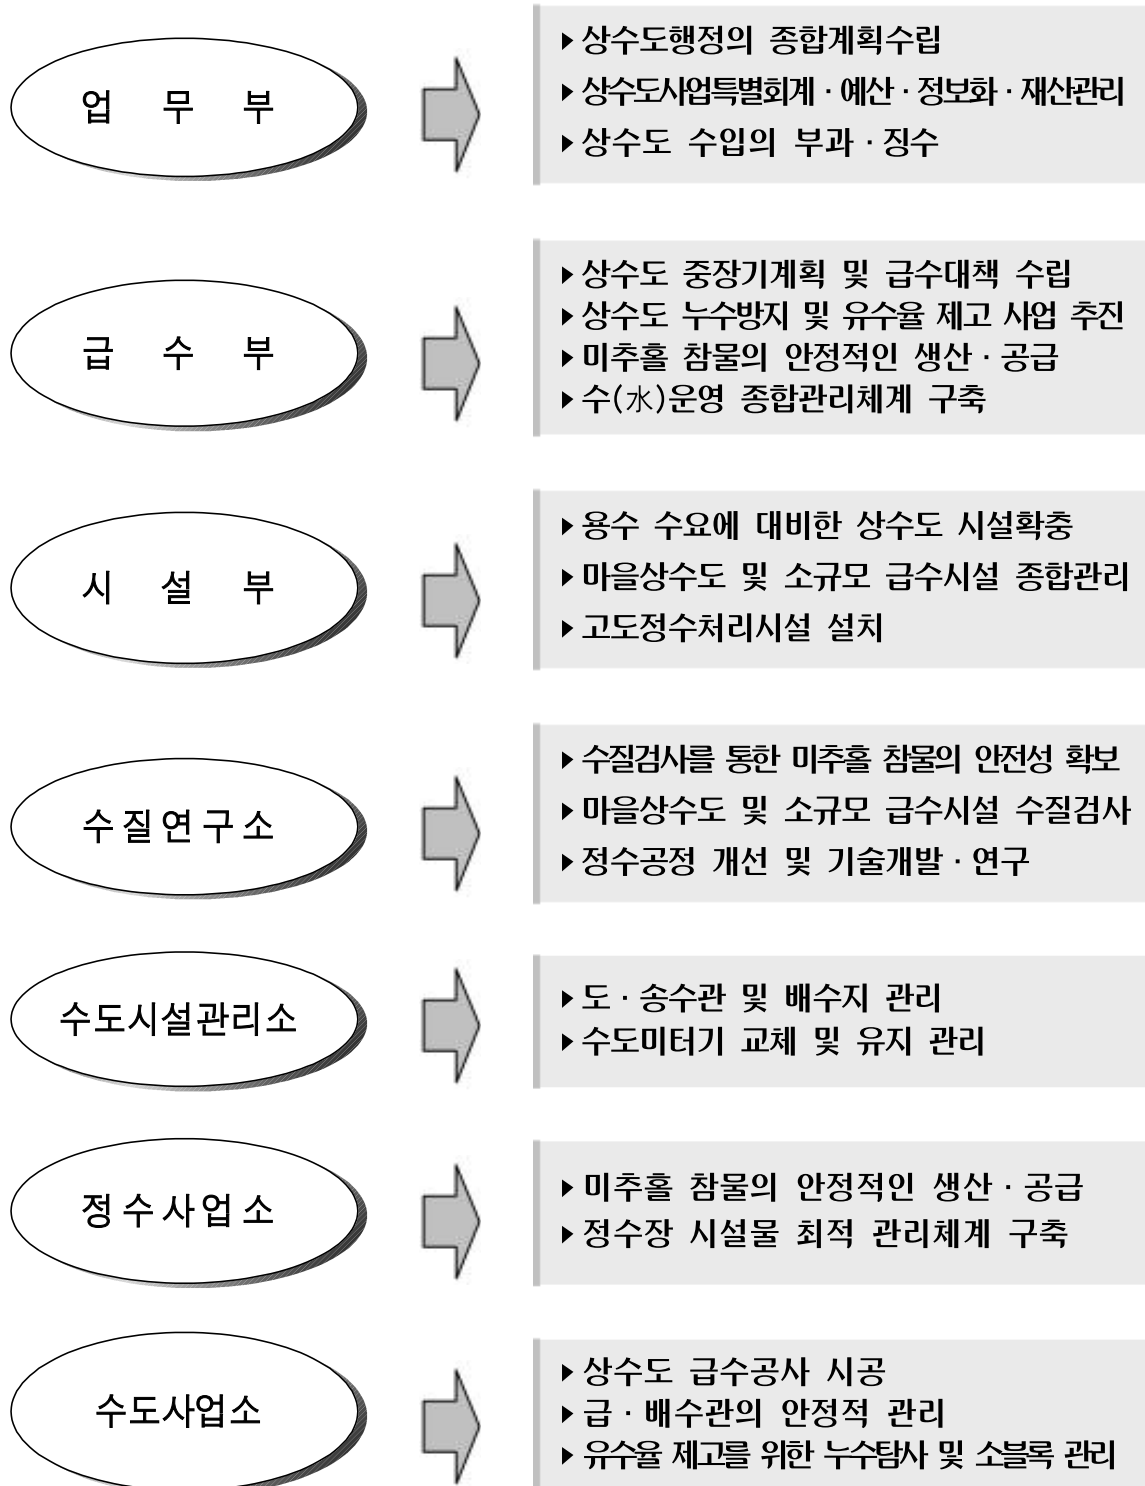 업 무 부
▶상수도행정의 종합계획수립
▶상수도사업특별회계·예산·정보화·재산관리
▶상수도 수입의 부과·징수
급 수 부
▶상수도 중장기계획 및 급수대책 수립
▶상수도 누수방지 및 유수율 제고 사업 추진
▶미추홀 참물의 안정적인 생산·공급
▶수(水)운영 종합관리체계 구축
시 설 부
▶용수 수요에 대비한 상수도 시설확충
▶마을상수도 및 소규모 급수시설 종합관리
▶고도정수처리시설 설치
수질연구소
▶수질검사를 통한 미추홀 참물의 안전성 확보
▶마을상수도 및 소규모 급수시설 수질검사
▶정수공정 개선 및 기술개발·연구
수도시설관리소
▶도·송수관 및 배수지 관리
▶수도미터기 교체 및 유지 관리
정수사업소
▶미추홀 참물의 안정적인 생산·공급
▶정수장 시설물 최적 관리체계 구축
수도사업소
▶상수도 급수공사 시공
▶급·배수관의 안정적 관리
▶유수율 제고를 위한 누수탐사 및 소블록 관리